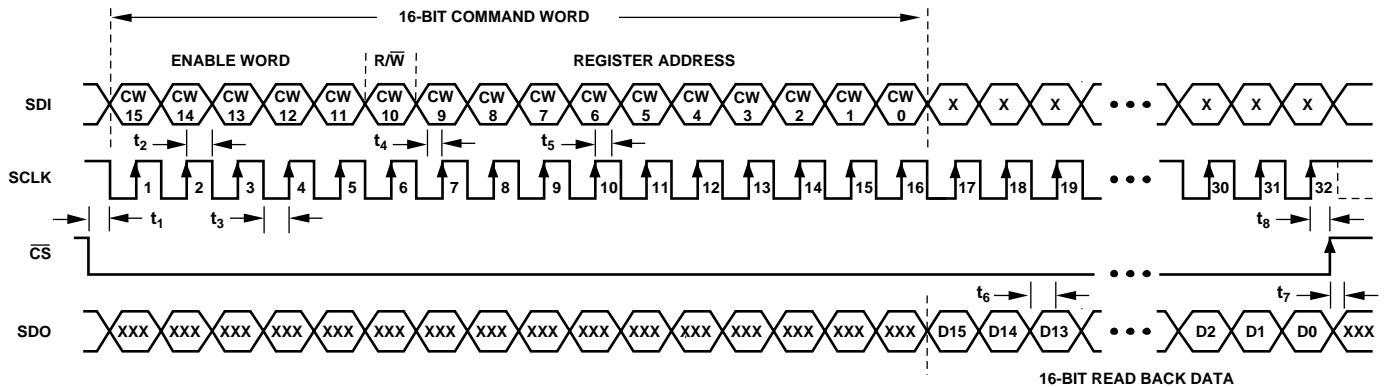 16-BIT COMMAND WORD
ENABLE WORD R/W̅ REGISTER ADDRESS
SDI CW 15 CW 14 CW 13 CW 12 CW 11 CW 10 CW 9 CW 8 CW 7 CW 6 CW 5 CW 4 CW 3 CW 2 CW 1 CW 0 X X X ••• X X X
t2 t4 t5
SCLK 1 2 3 4 5 6 7 8 9 10 11 12 13 14 15 16 17 18 19 ••• 30 31 32
t1 t3 t8
C̅S̅ •••
t6 t7
SDO XXX XXX XXX XXX XXX XXX XXX XXX XXX XXX XXX XXX XXX XXX XXX XXX D15 D14 D13 ••• D2 D1 D0 XXX
16-BIT READ BACK DATA